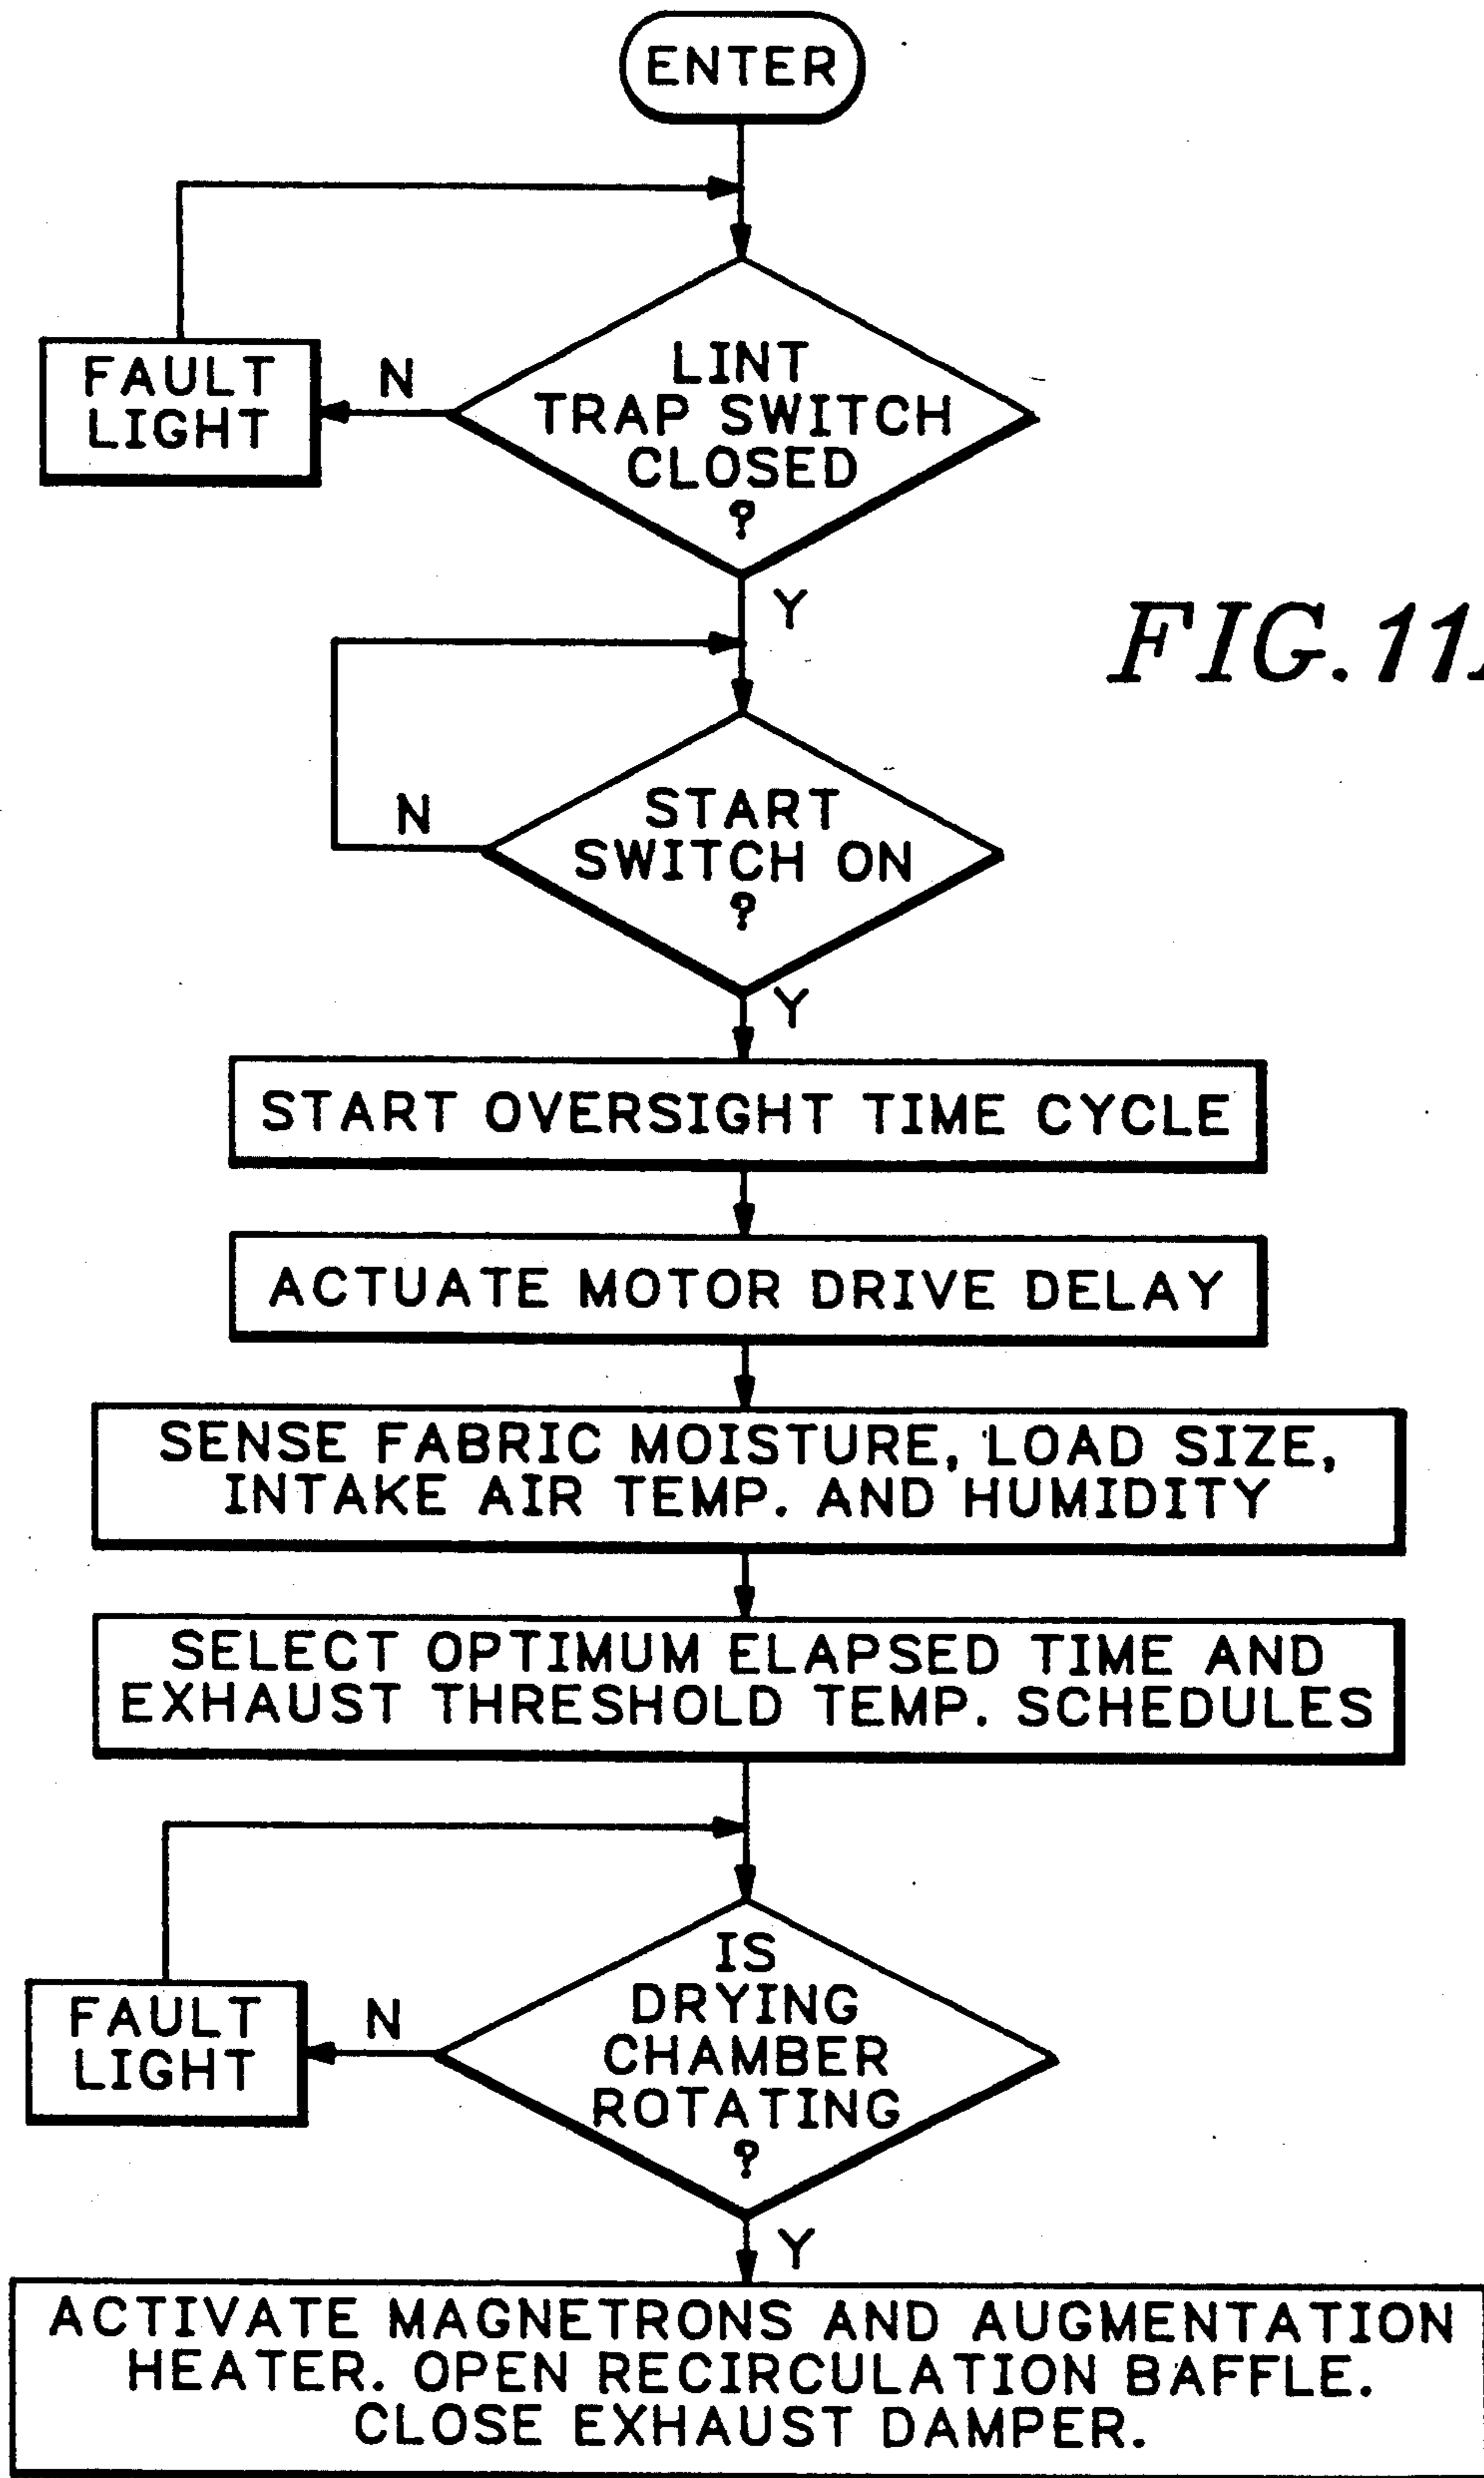 ENTER
LINT
TRAP SWITCH
CLOSED
?
N
FAULT
LIGHT
Y
FIG.11
START
SWITCH ON
?
N
Y
START OVERSIGHT TIME CYCLE
ACTUATE MOTOR DRIVE DELAY
SENSE FABRIC MOISTURE, LOAD SIZE,
INTAKE AIR TEMP. AND HUMIDITY
SELECT OPTIMUM ELAPSED TIME AND
EXHAUST THRESHOLD TEMP. SCHEDULES
IS
DRYING
CHAMBER
ROTATING
?
N
FAULT
LIGHT
Y
ACTIVATE MAGNETRONS AND AUGMENTATION
HEATER. OPEN RECIRCULATION BAFFLE.
CLOSE EXHAUST DAMPER.